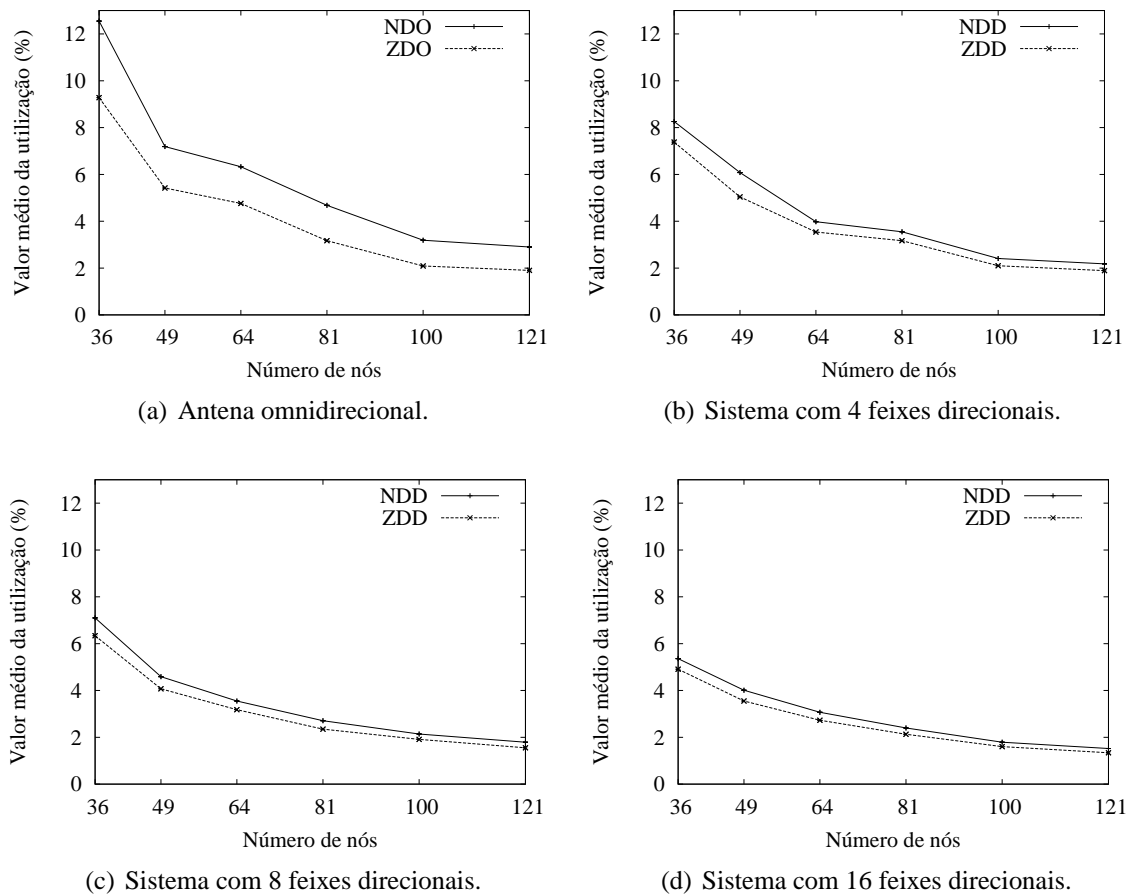 Valor médio da utilização (%)
12
10
8
6
4
2
0
NDO
ZDO
36 49 64 81 100 121
Número de nós
(a) Antena omnidirecional.
Valor médio da utilização (%)
12
10
8
6
4
2
0
NDD
ZDD
36 49 64 81 100 121
Número de nós
(b) Sistema com 4 feixes direcionais.
Valor médio da utilização (%)
12
10
8
6
4
2
0
NDD
ZDD
36 49 64 81 100 121
Número de nós
(c) Sistema com 8 feixes direcionais.
Valor médio da utilização (%)
12
10
8
6
4
2
0
NDD
ZDD
36 49 64 81 100 121
Número de nós
(d) Sistema com 16 feixes direcionais.